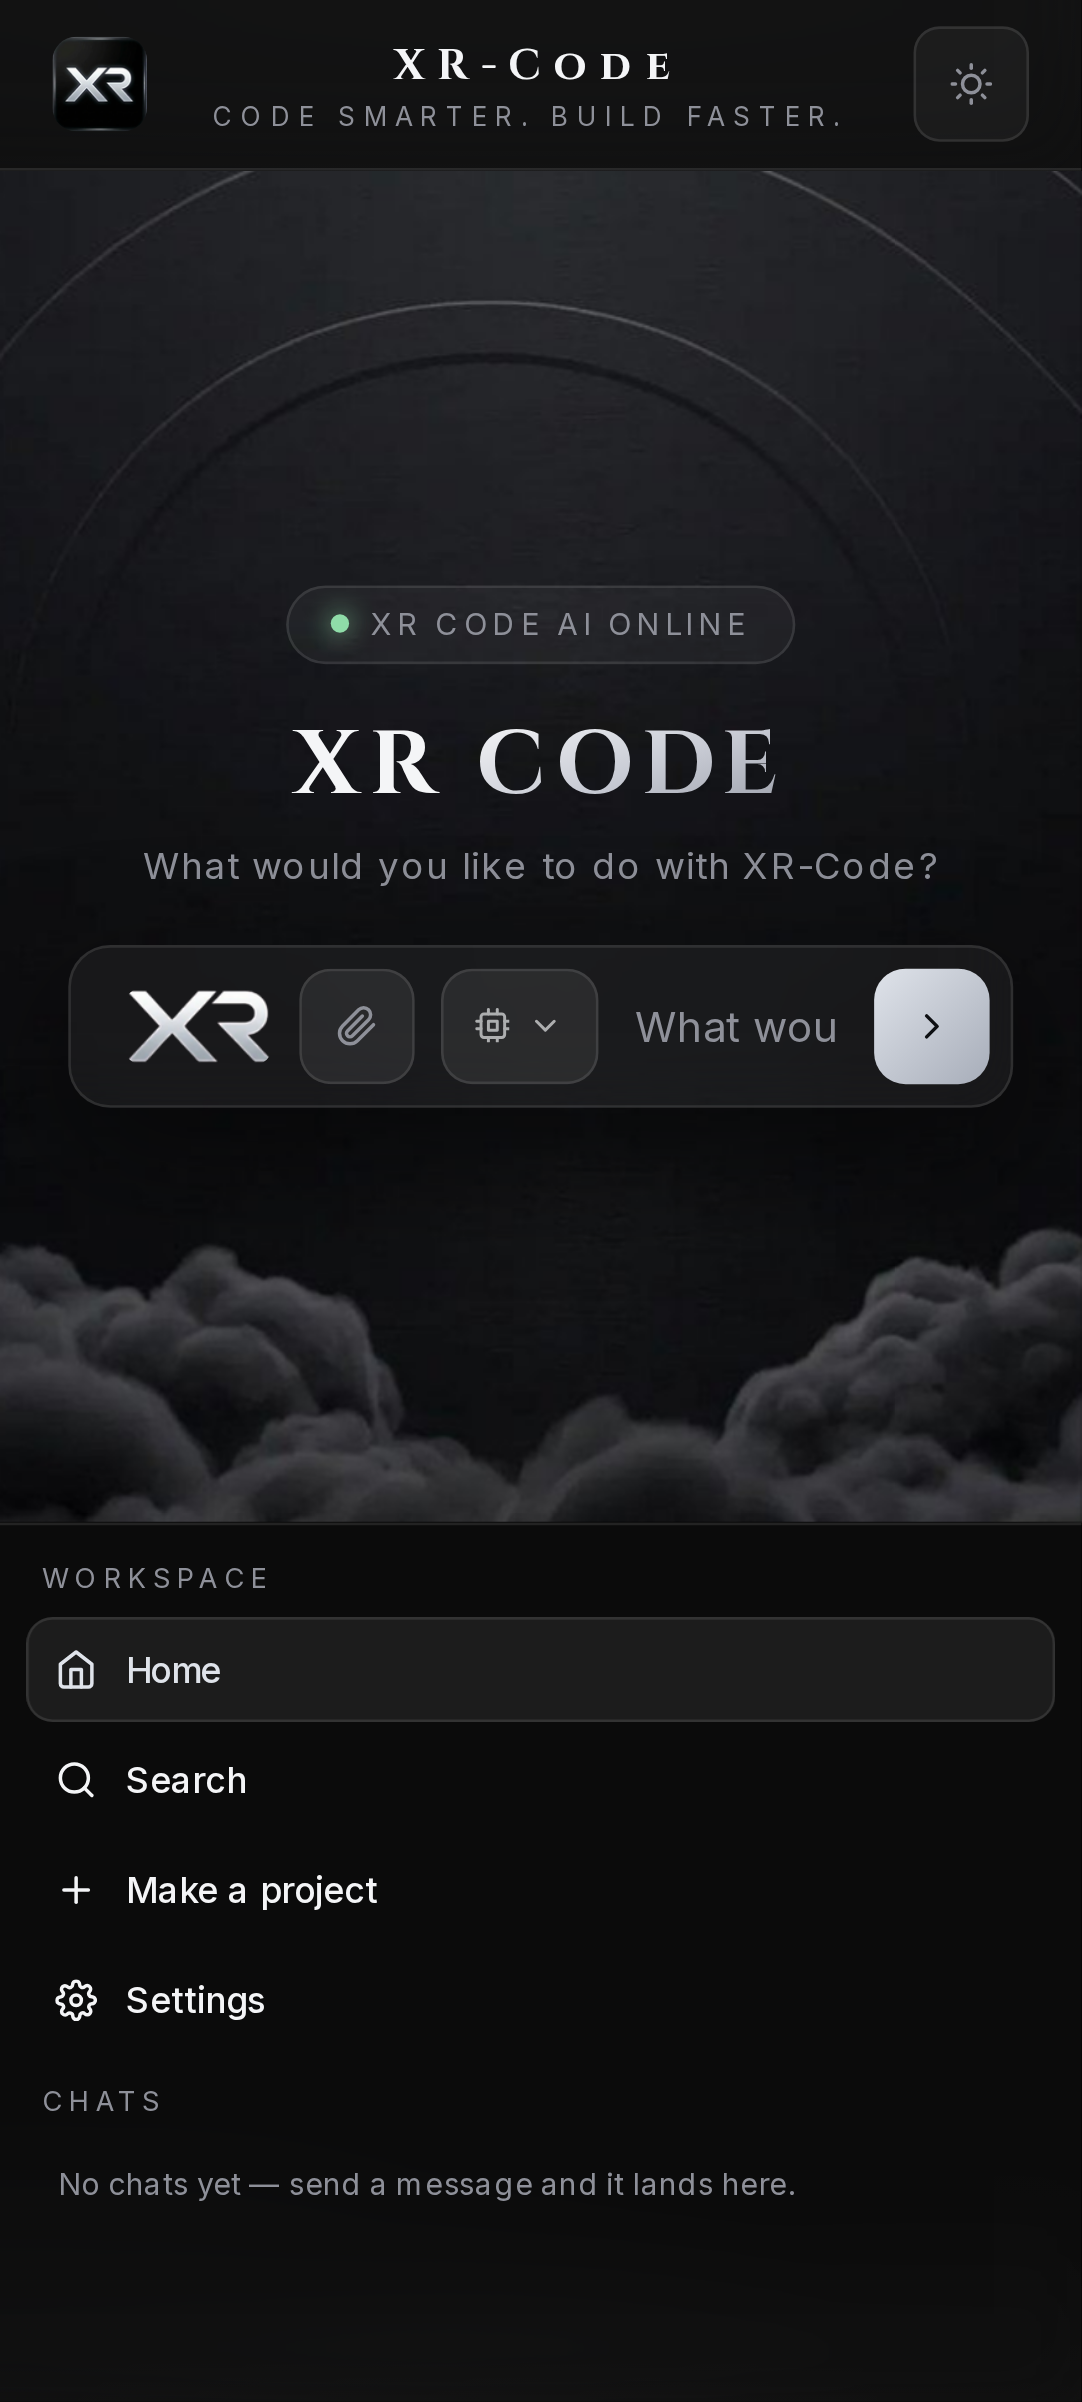 XR
XR-CODE
CODE SMARTER. BUILD FASTER.
XR CODE AI ONLINE
XR CODE
What would you like to do with XR-Code?
XR
What wou
WORKSPACE
Home
Search
Make a project
Settings
CHATS
No chats yet — send a message and it lands here.